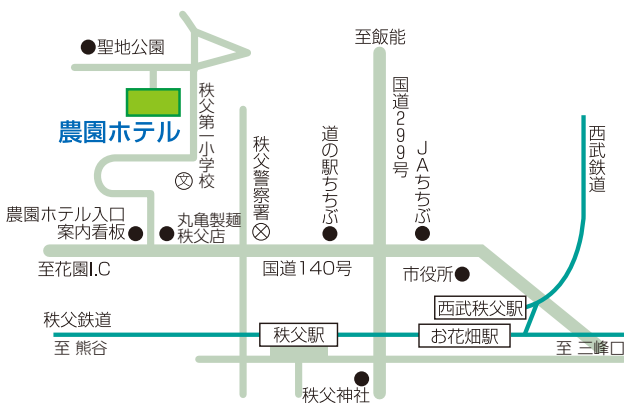 聖地公園
至飯能
農園ホテル
秩父第一小学校
文
秩父警察署
道の駅ちちぶ
国道299号
JAちちぶ
西武鉄道
農園ホテル入口
案内看板
丸亀製麺
秩父店
至花園I.C
国道140号
市役所
西武秩父駅
秩父鉄道
秩父駅
お花畑駅
至 熊谷
至 三峰口
秩父神社